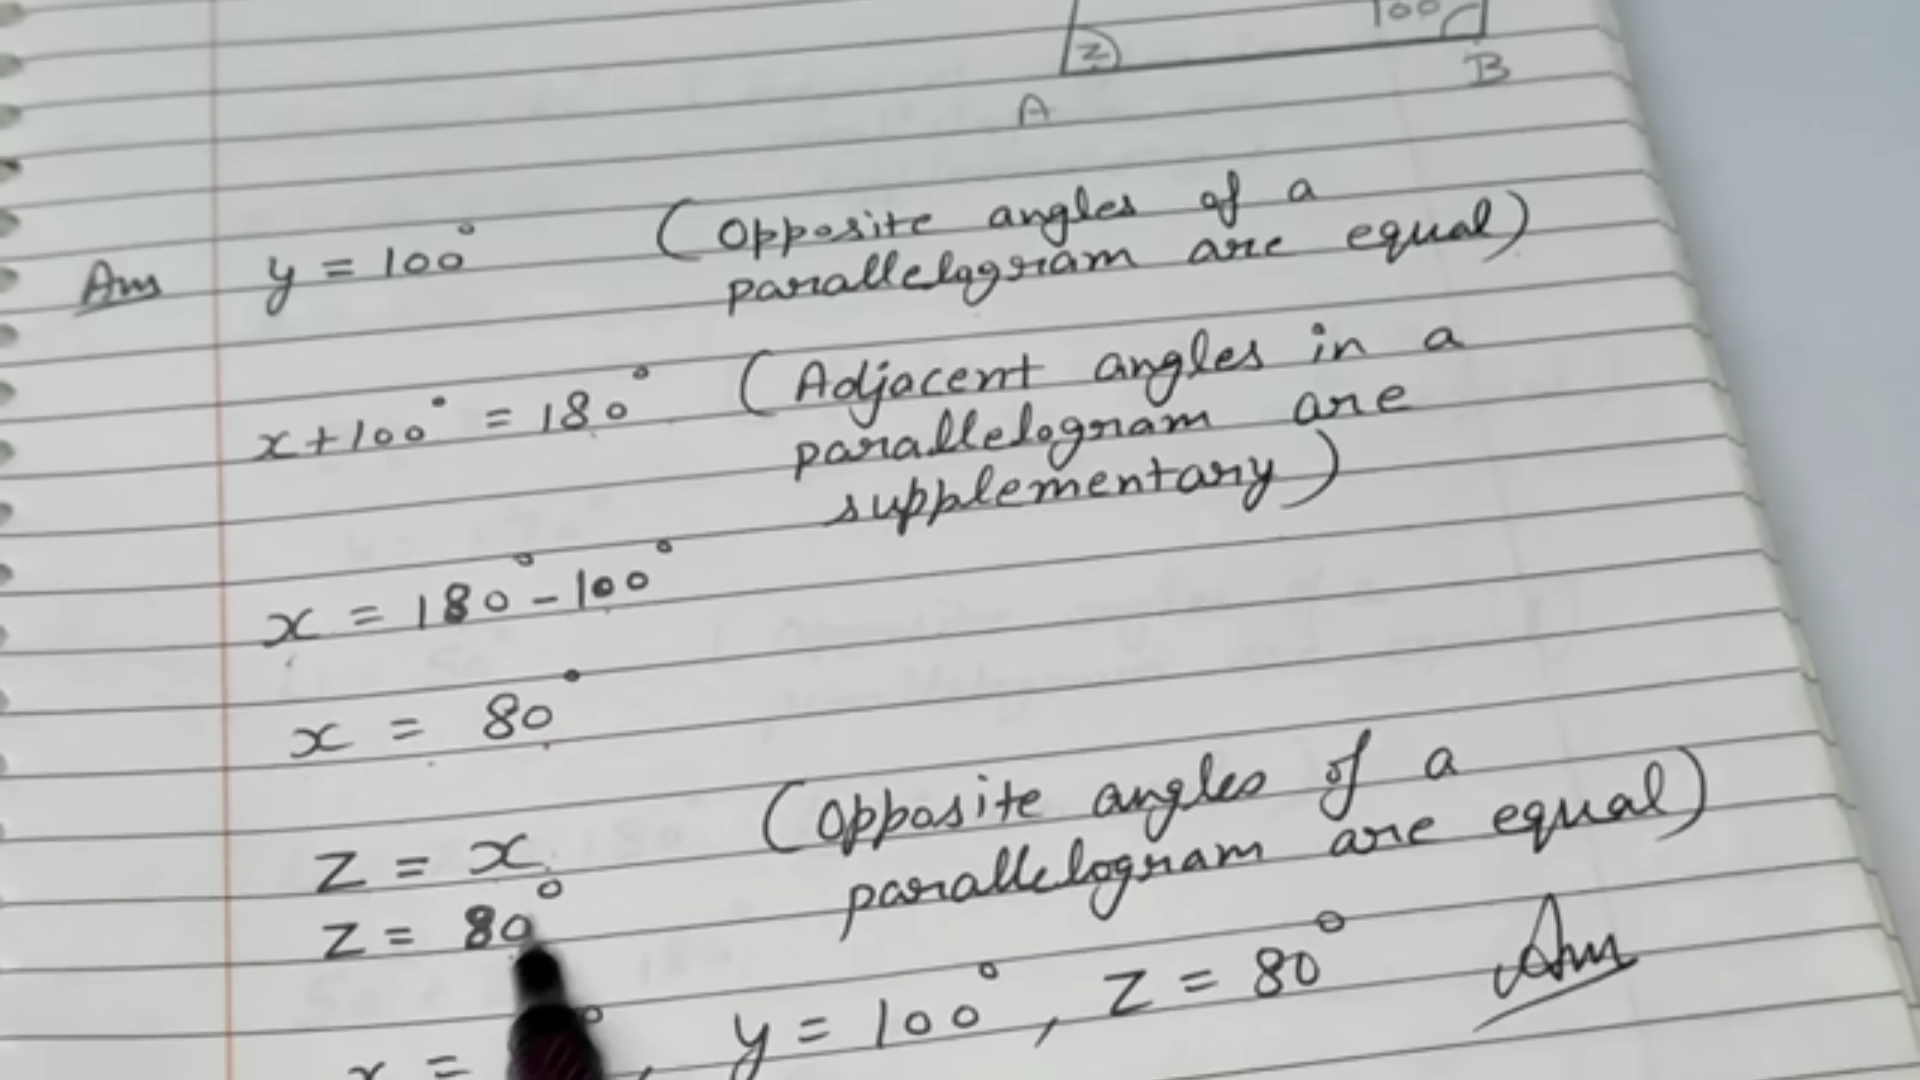 100
z
B
A
Ans y = 100° (Opposite angles of a
parallelogram are equal)
x+100° = 180° (Adjacent angles in a
parallelogram are
supplementary)
x = 180° - 100°
x = 80°
z = x (Opposite angles of a
z = 80° parallelogram are equal)
x = °, y = 100°, z = 80° Ans